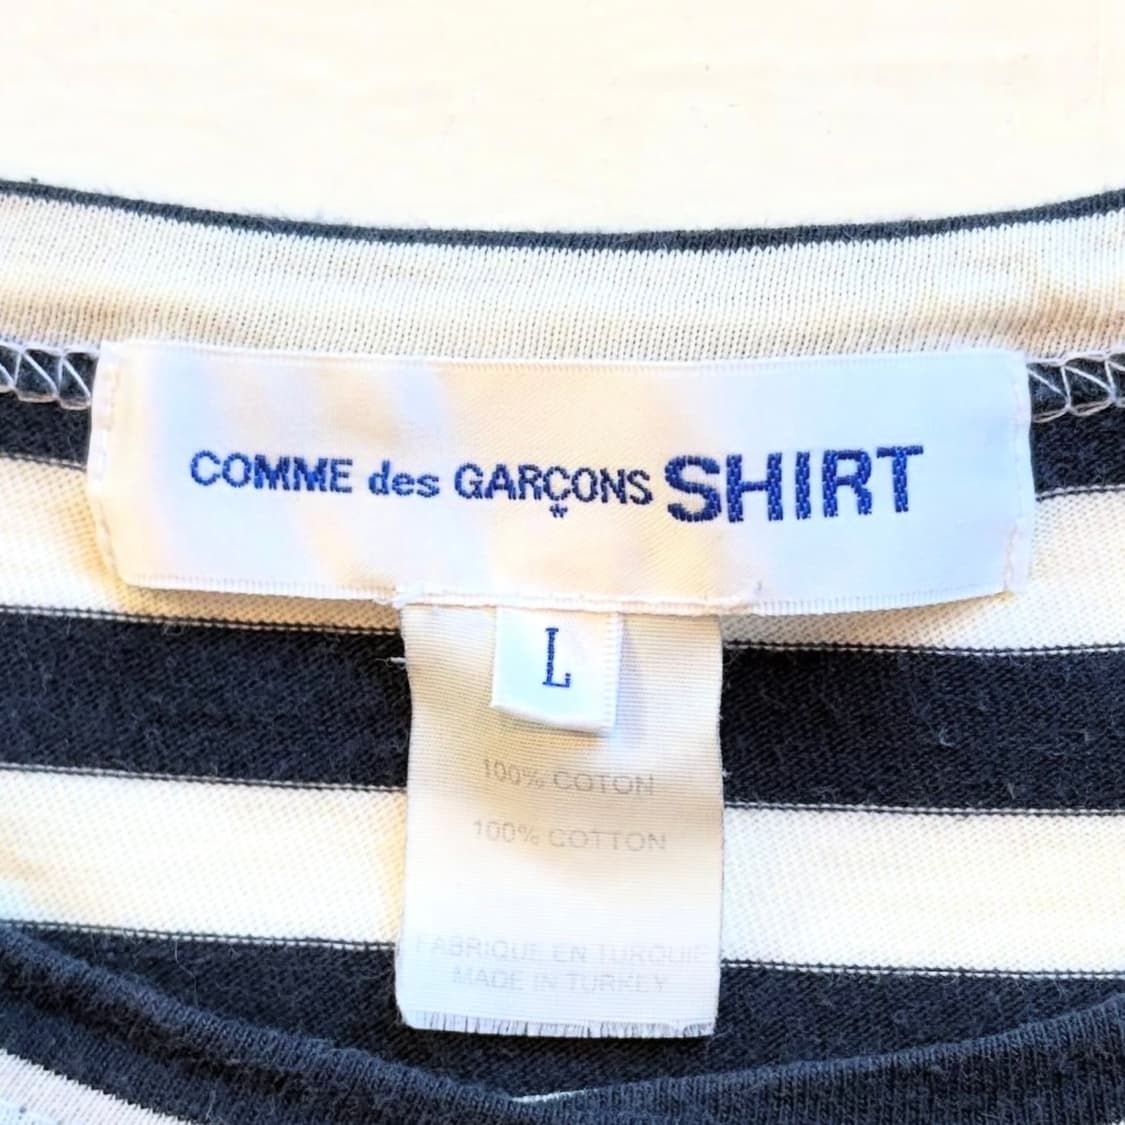 COMME des GARÇONS SHIRT
L
100% COTON
100% COTTON
FABRIQUE EN TURQUIE
MADE IN TURKEY